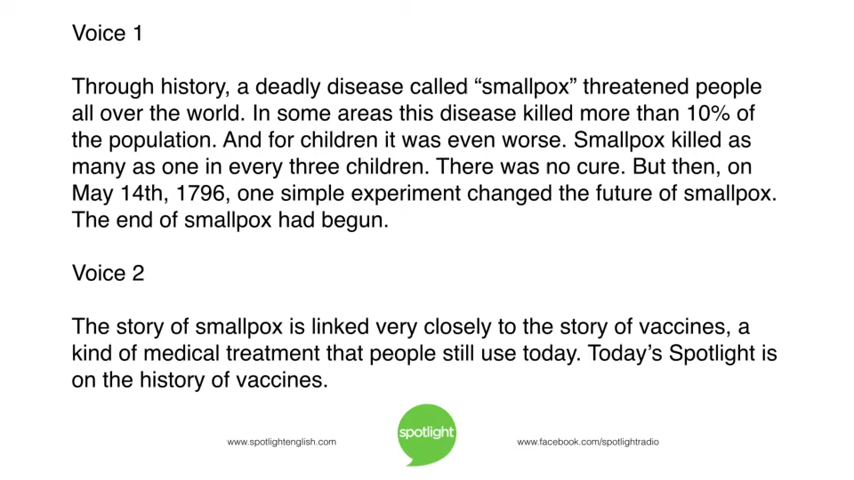 Voice 1
Through history, a deadly disease called “smallpox” threatened people
all over the world. In some areas this disease killed more than 10% of
the population. And for children it was even worse. Smallpox killed as
many as one in every three children. There was no cure. But then, on
May 14th, 1796, one simple experiment changed the future of smallpox.
The end of smallpox had begun.
Voice 2
The story of smallpox is linked very closely to the story of vaccines, a
kind of medical treatment that people still use today. Today’s Spotlight is
on the history of vaccines.
spotlight
www.spotlightenglish.com
www.facebook.com/spotlightradio